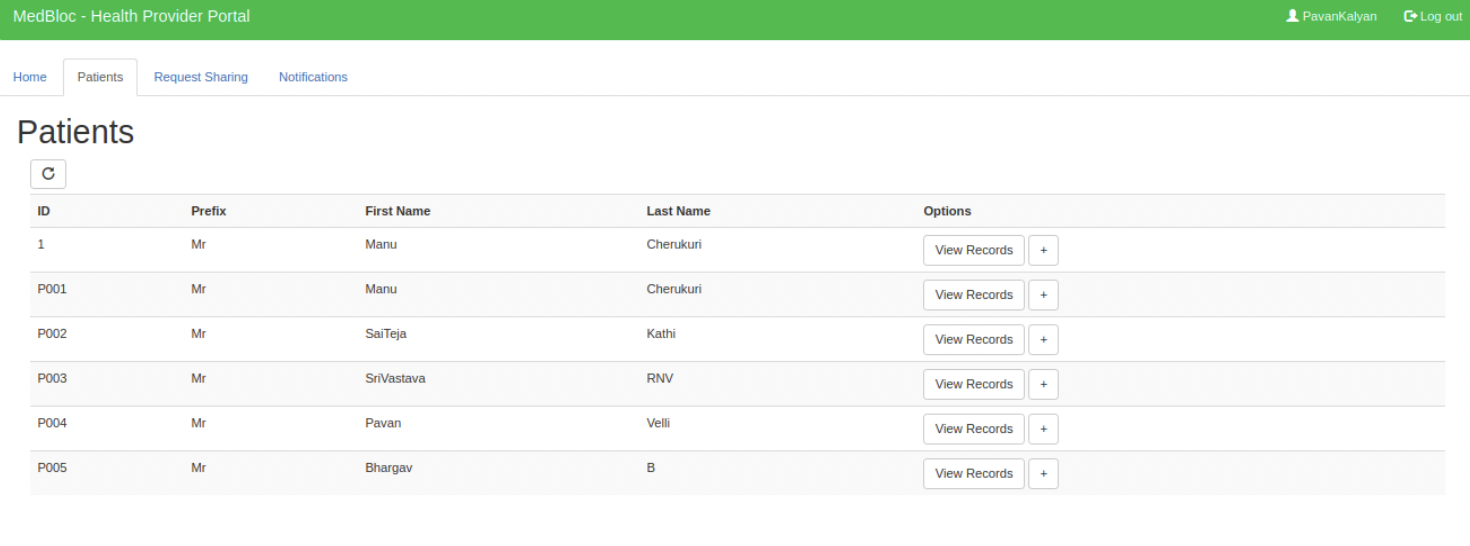 MedBloc - Health Provider Portal PavanKalyan Log out
Home Patients Request Sharing Notifications
Patients
ID Prefix First Name Last Name Options
1 Mr Manu Cherukuri View Records +
P001 Mr Manu Cherukuri View Records +
P002 Mr SaiTeja Kathi View Records +
P003 Mr SriVastava RNV View Records +
P004 Mr Pavan Velli View Records +
P005 Mr Bhargav B View Records +